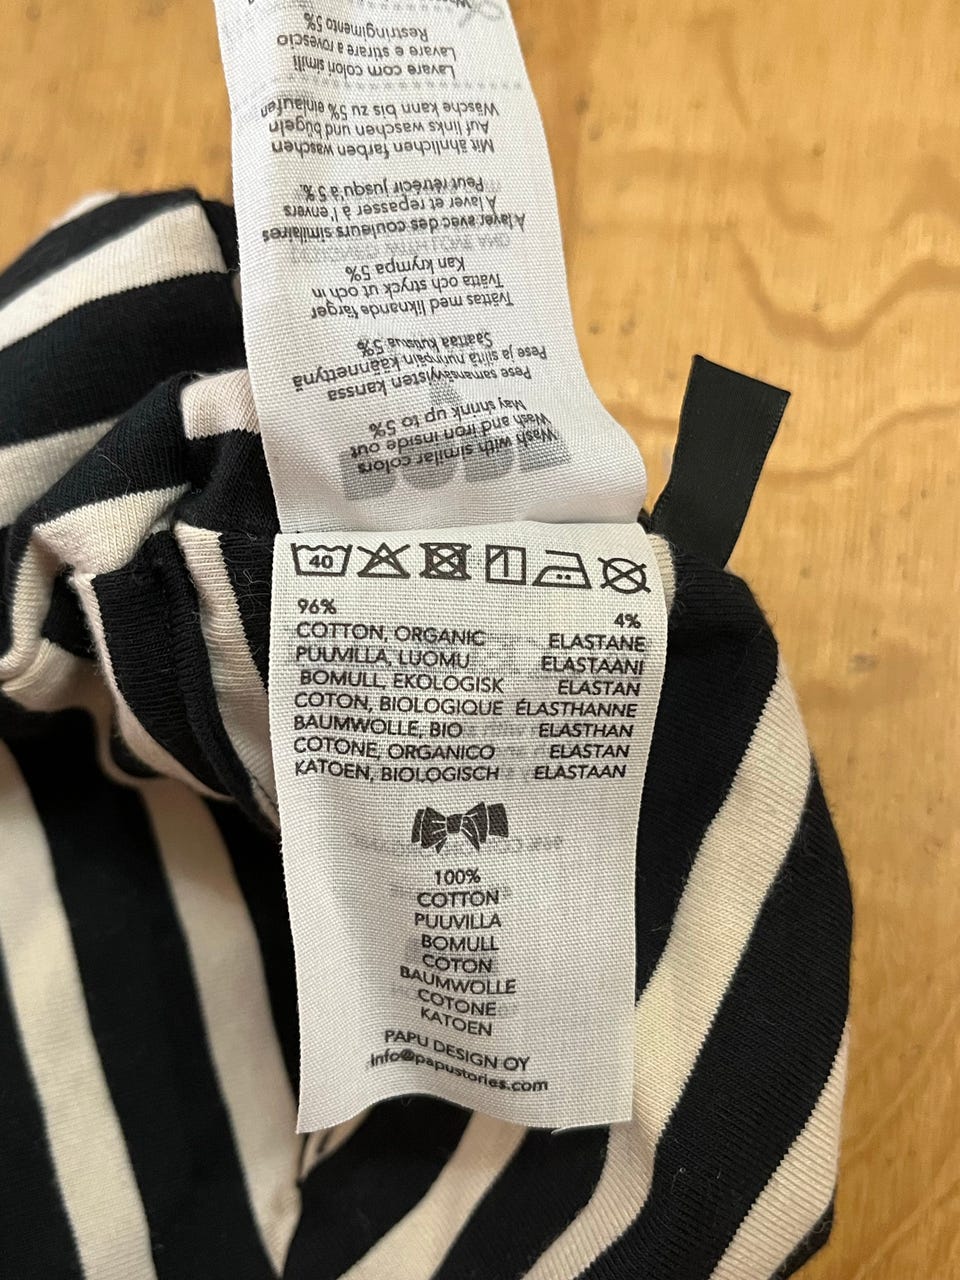 Wash with similar colors
Wash and iron inside out
May shrink up to 5%
Pese samansävyisten kanssa
Pese ja silitä nurinpäin käännettynä
Saattaa kutistua 5%
Tvättas med liknande färger
Tvätta och stryck ut och in
Kan krympa 5%
A laver avec des couleurs similaires
A laver et repasser à l'envers
Peut rétrécir jusqu'à 5%
Mit ähnlichen farben waschen
Auf links waschen und bügeln
Wäsche kann bis zu 5% einlaufen
Lavare com colori simili
Lavare e stirare a rovescio
Restringimento 5%
40
96%
COTTON, ORGANIC
PUUVILLA, LUOMU
BOMULL, EKOLOGISK
COTON, BIOLOGIQUE
BAUMWOLLE, BIO
COTONE, ORGANICO
KATOEN, BIOLOGISCH
4%
ELASTANE
ELASTAANI
ELASTAN
ÉLASTHANNE
ELASTHAN
ELASTAN
ELASTAAN
100%
COTTON
PUUVILLA
BOMULL
COTON
BAUMWOLLE
COTONE
KATOEN
PAPU DESIGN OY
info@papustories.com